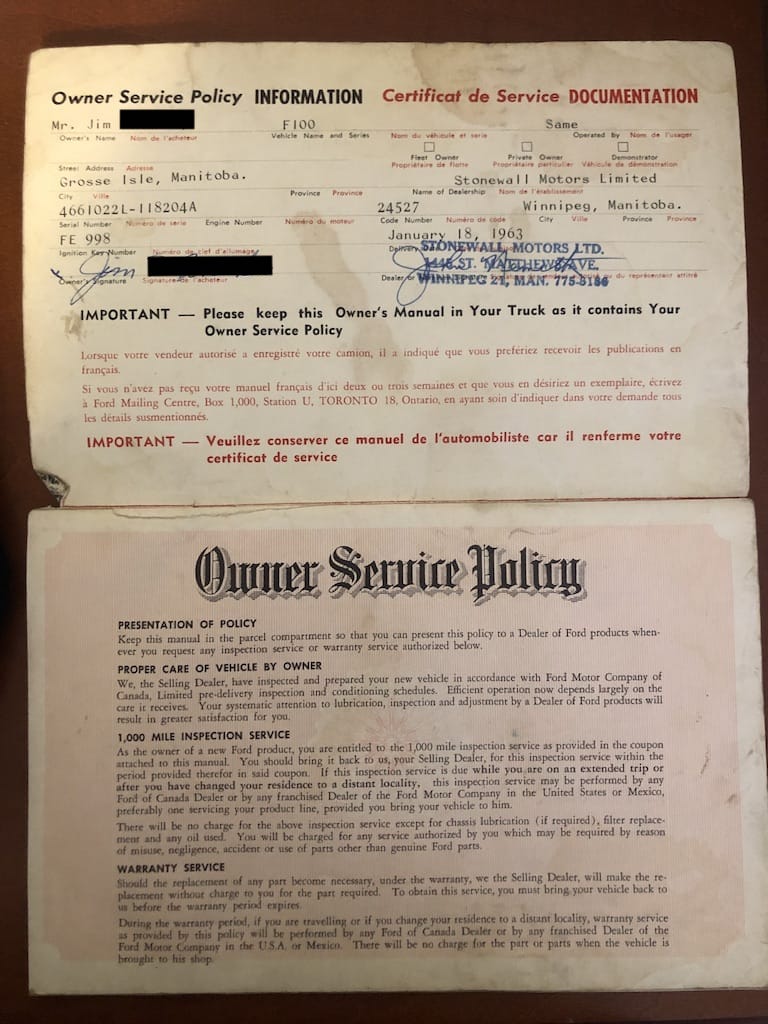 Owner Service Policy INFORMATION Certificat de Service DOCUMENTATION
Mr. Jim F100 Same
Owner's Name Nom de l'acheteur Vehicle Name and Series Nom du véhicule et serie Operated by Nom de l'usager
Fleet Owner Private Owner Demonstrator
Propriétaire de flotte Propriétaire particulier Véhicule de démonstration
Street Address Adresse
Grosse Isle, Manitoba. Stonewall Motors Limited
City Ville Province Province Name of Dealership Nom de l'établissement
4661022L-118204A 24527 Winnipeg, Manitoba.
Serial Number Numéro de serie Engine Number Numéro du moteur Code Number Numéro de code City Ville Province Province
FE 998 January 18, 1963
Ignition Key Number Numéro de clef d'allumage Delivery
STONEWALL MOTORS LTD.
1445 ST. MATTHEWS AVE.
WINNIPEG 21, MAN. 775-8186
x Jim
Owner's Signature Signature de l'acheteur Dealer or du représentant attitré
IMPORTANT — Please keep this Owner's Manual in Your Truck as it contains Your
Owner Service Policy
Lorsque votre vendeur autorisé a enregistré votre camion, il a indiqué que vous préfériez recevoir les publications en
français.
Si vous n'avez pas reçu votre manuel français d'ici deux ou trois semaines et que vous en désiriez un exemplaire, écrivez
à Ford Mailing Centre, Box 1,000, Station U, TORONTO 18, Ontario, en ayant soin d'indiquer dans votre demande tous
les détails susmentionnés.
IMPORTANT — Veuillez conserver ce manuel de l'automobiliste car il renferme votre
certificat de service
Owner Service Policy
PRESENTATION OF POLICY
Keep this manual in the parcel compartment so that you can present this policy to a Dealer of Ford products when-
ever you request any inspection service or warranty service authorized below.
PROPER CARE OF VEHICLE BY OWNER
We, the Selling Dealer, have inspected and prepared your new vehicle in accordance with Ford Motor Company of
Canada, Limited pre-delivery inspection and conditioning schedules. Efficient operation now depends largely on the
care it receives. Your systematic attention to lubrication, inspection and adjustment by a Dealer of Ford products will
result in greater satisfaction for you.
1,000 MILE INSPECTION SERVICE
As the owner of a new Ford product, you are entitled to the 1,000 mile inspection service as provided in the coupon
attached to this manual. You should bring it back to us, your Selling Dealer, for this inspection service within the
period provided therefor in said coupon. If this inspection service is due while you are on an extended trip or
after you have changed your residence to a distant locality, this inspection service may be performed by any
Ford of Canada Dealer or by any franchised Dealer of the Ford Motor Company in the United States or Mexico,
preferably one servicing your product line, provided you bring your vehicle to him.
There will be no charge for the above inspection service except for chassis lubrication (if required), filter replace-
ment and any oil used. You will be charged for any service authorized by you which may be required by reason
of misuse, negligence, accident or use of parts other than genuine Ford parts.
WARRANTY SERVICE
Should the replacement of any part become necessary, under the warranty, we the Selling Dealer, will make the re-
placement without charge to you for the part required. To obtain this service, you must bring your vehicle back to
us before the warranty period expires.
During the warranty period, if you are travelling or if you change your residence to a distant locality, warranty service
as provided by this policy will be performed by any Ford of Canada Dealer or by any franchised Dealer of the
Ford Motor Company in the U.S.A. or Mexico. There will be no charge for the part or parts when the vehicle is
brought to his shop.